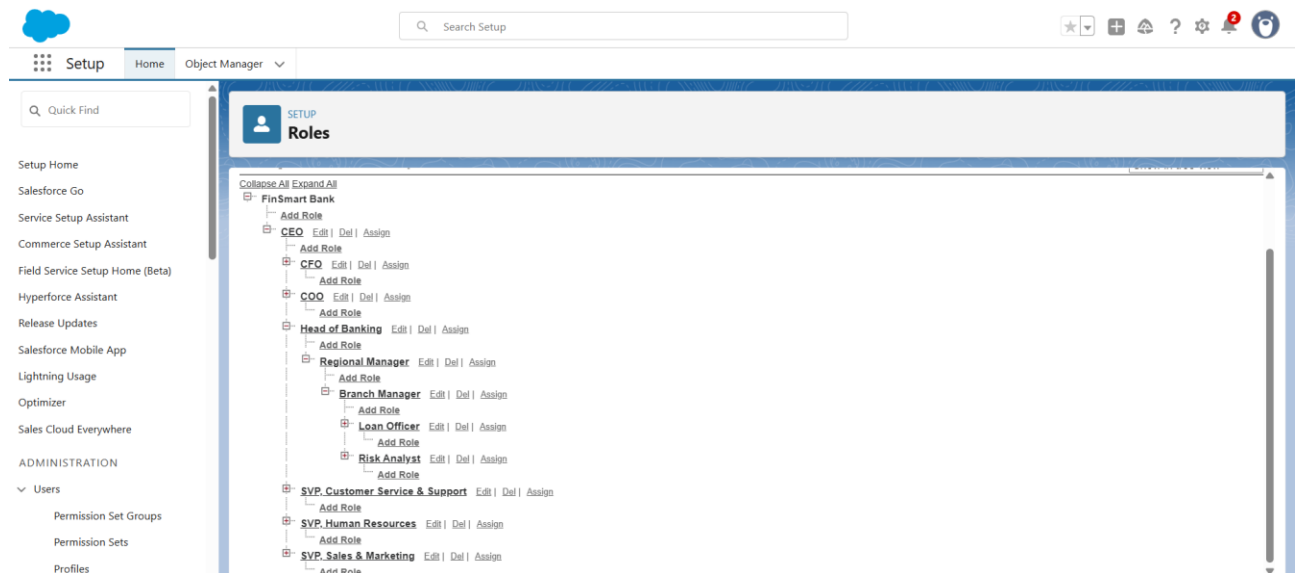 Search Setup
2
Setup
Home
Object Manager
Quick Find
Setup Home
Salesforce Go
Service Setup Assistant
Commerce Setup Assistant
Field Service Setup Home (Beta)
Hyperforce Assistant
Release Updates
Salesforce Mobile App
Lightning Usage
Optimizer
Sales Cloud Everywhere
ADMINISTRATION
Users
Permission Set Groups
Permission Sets
Profiles
SETUP
Roles
Collapse All Expand All
FinSmart Bank
Add Role
CEO Edit | Del | Assign
Add Role
CFO Edit | Del | Assign
Add Role
COO Edit | Del | Assign
Add Role
Head of Banking Edit | Del | Assign
Add Role
Regional Manager Edit | Del | Assign
Add Role
Branch Manager Edit | Del | Assign
Add Role
Loan Officer Edit | Del | Assign
Add Role
Risk Analyst Edit | Del | Assign
Add Role
SVP, Customer Service & Support Edit | Del | Assign
Add Role
SVP, Human Resources Edit | Del | Assign
Add Role
SVP, Sales & Marketing Edit | Del | Assign
Add Role